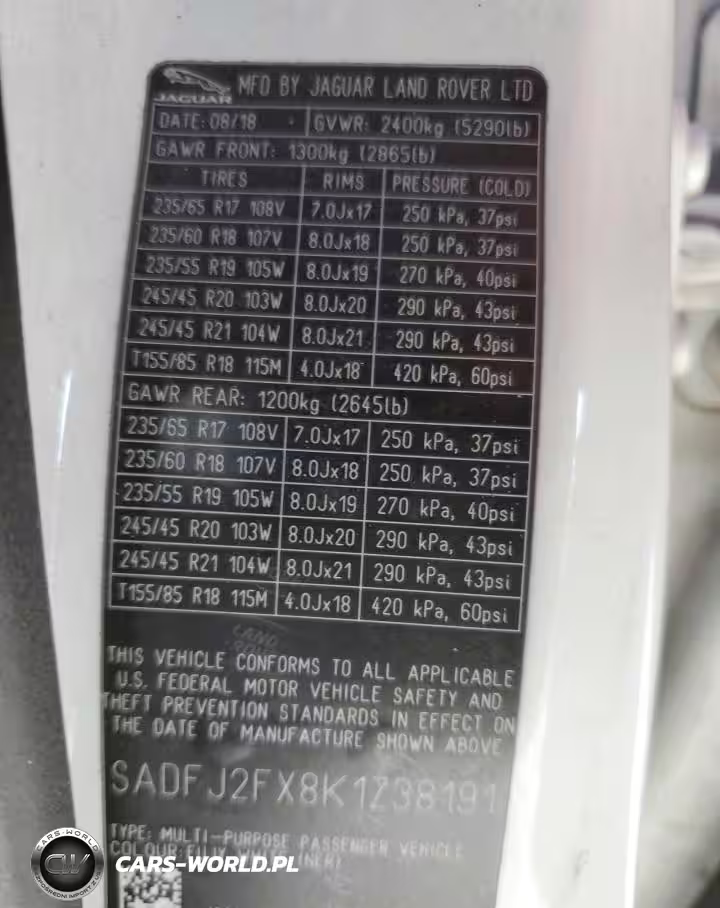 JAGUAR MFD BY JAGUAR LAND ROVER LTD
DATE: 08/18 GVWR: 2400kg (5290lb)
GAWR FRONT: 1300kg (2865lb)
TIRES RIMS PRESSURE (COLD)
235/65 R17 108V 7.0Jx17 250 kPa, 37psi
235/60 R18 107V 8.0Jx18 250 kPa, 37psi
235/55 R19 105W 8.0Jx19 270 kPa, 40psi
245/45 R20 103W 8.0Jx20 290 kPa, 43psi
245/45 R21 104W 8.0Jx21 290 kPa, 43psi
T155/85 R18 115M 4.0Jx18 420 kPa, 60psi
GAWR REAR: 1200kg (2645lb)
235/65 R17 108V 7.0Jx17 250 kPa, 37psi
235/60 R18 107V 8.0Jx18 250 kPa, 37psi
235/55 R19 105W 8.0Jx19 270 kPa, 40psi
245/45 R20 103W 8.0Jx20 290 kPa, 43psi
245/45 R21 104W 8.0Jx21 290 kPa, 43psi
T155/85 R18 115M 4.0Jx18 420 kPa, 60psi
THIS VEHICLE CONFORMS TO ALL APPLICABLE
U.S. FEDERAL MOTOR VEHICLE SAFETY AND
THEFT PREVENTION STANDARDS IN EFFECT ON
THE DATE OF MANUFACTURE SHOWN ABOVE
SADFJ2FX8K1Z38191
TYPE: MULTI-PURPOSE PASSENGER VEHICLE
COLOUR:
CARS-WORLD
CW
CARS-WORLD.PL